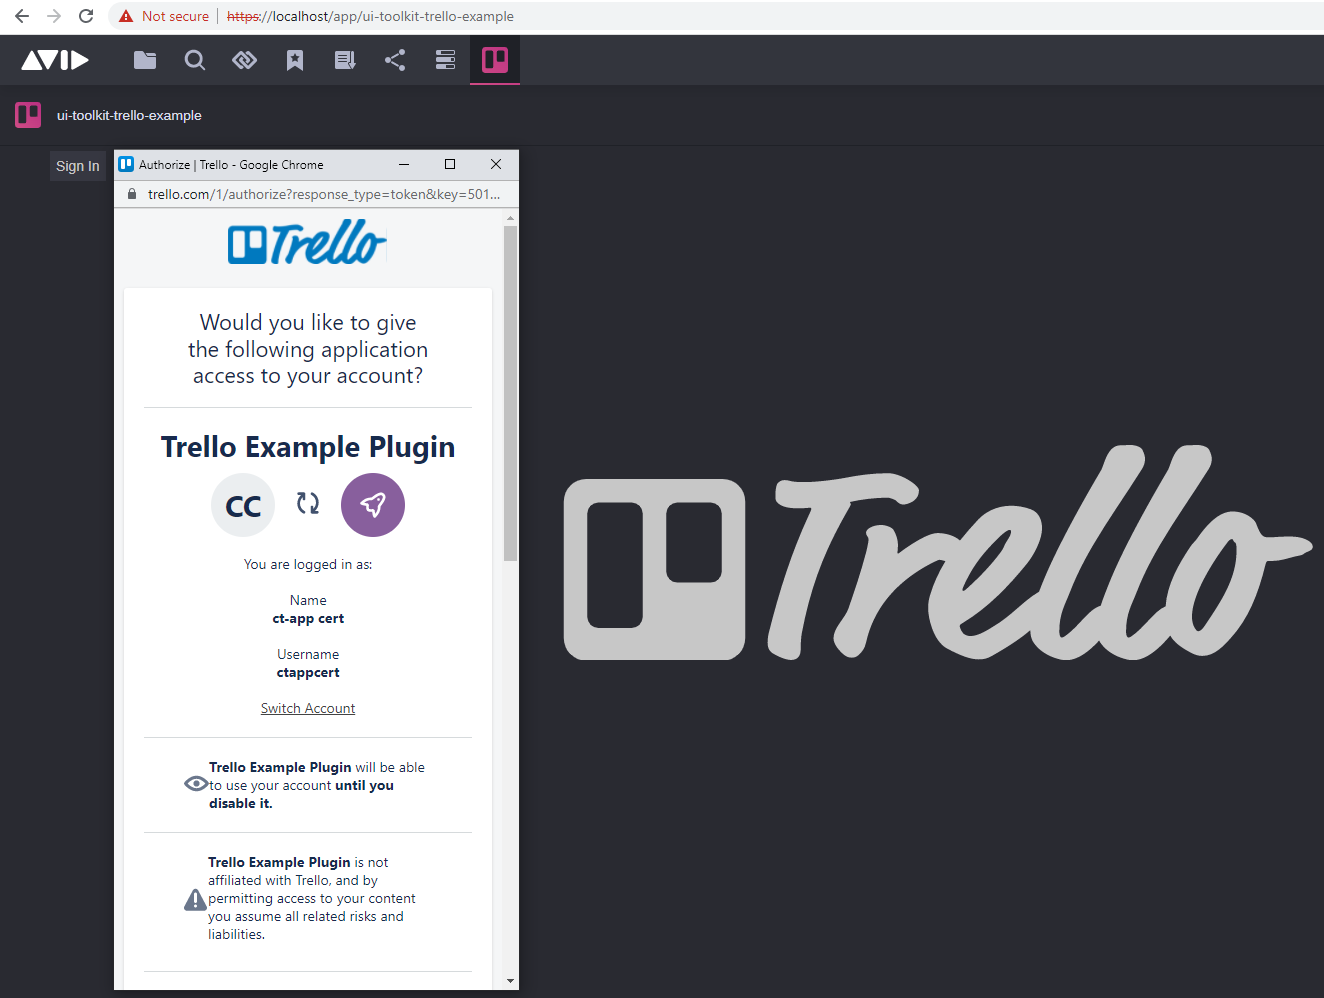 Not secure | https://localhost/app/ui-toolkit-trello-example
AVID
ui-toolkit-trello-example
Sign In
Authorize | Trello - Google Chrome
trello.com/1/authorize?response_type=token&key=501...
Trello
Would you like to give
the following application
access to your account?
Trello Example Plugin
CC
You are logged in as:
Name
ct-app cert
Username
ctappcert
Switch Account
Trello Example Plugin will be able
to use your account until you
disable it.
Trello Example Plugin is not
affiliated with Trello, and by
permitting access to your content
you assume all related risks and
liabilities.
Trello